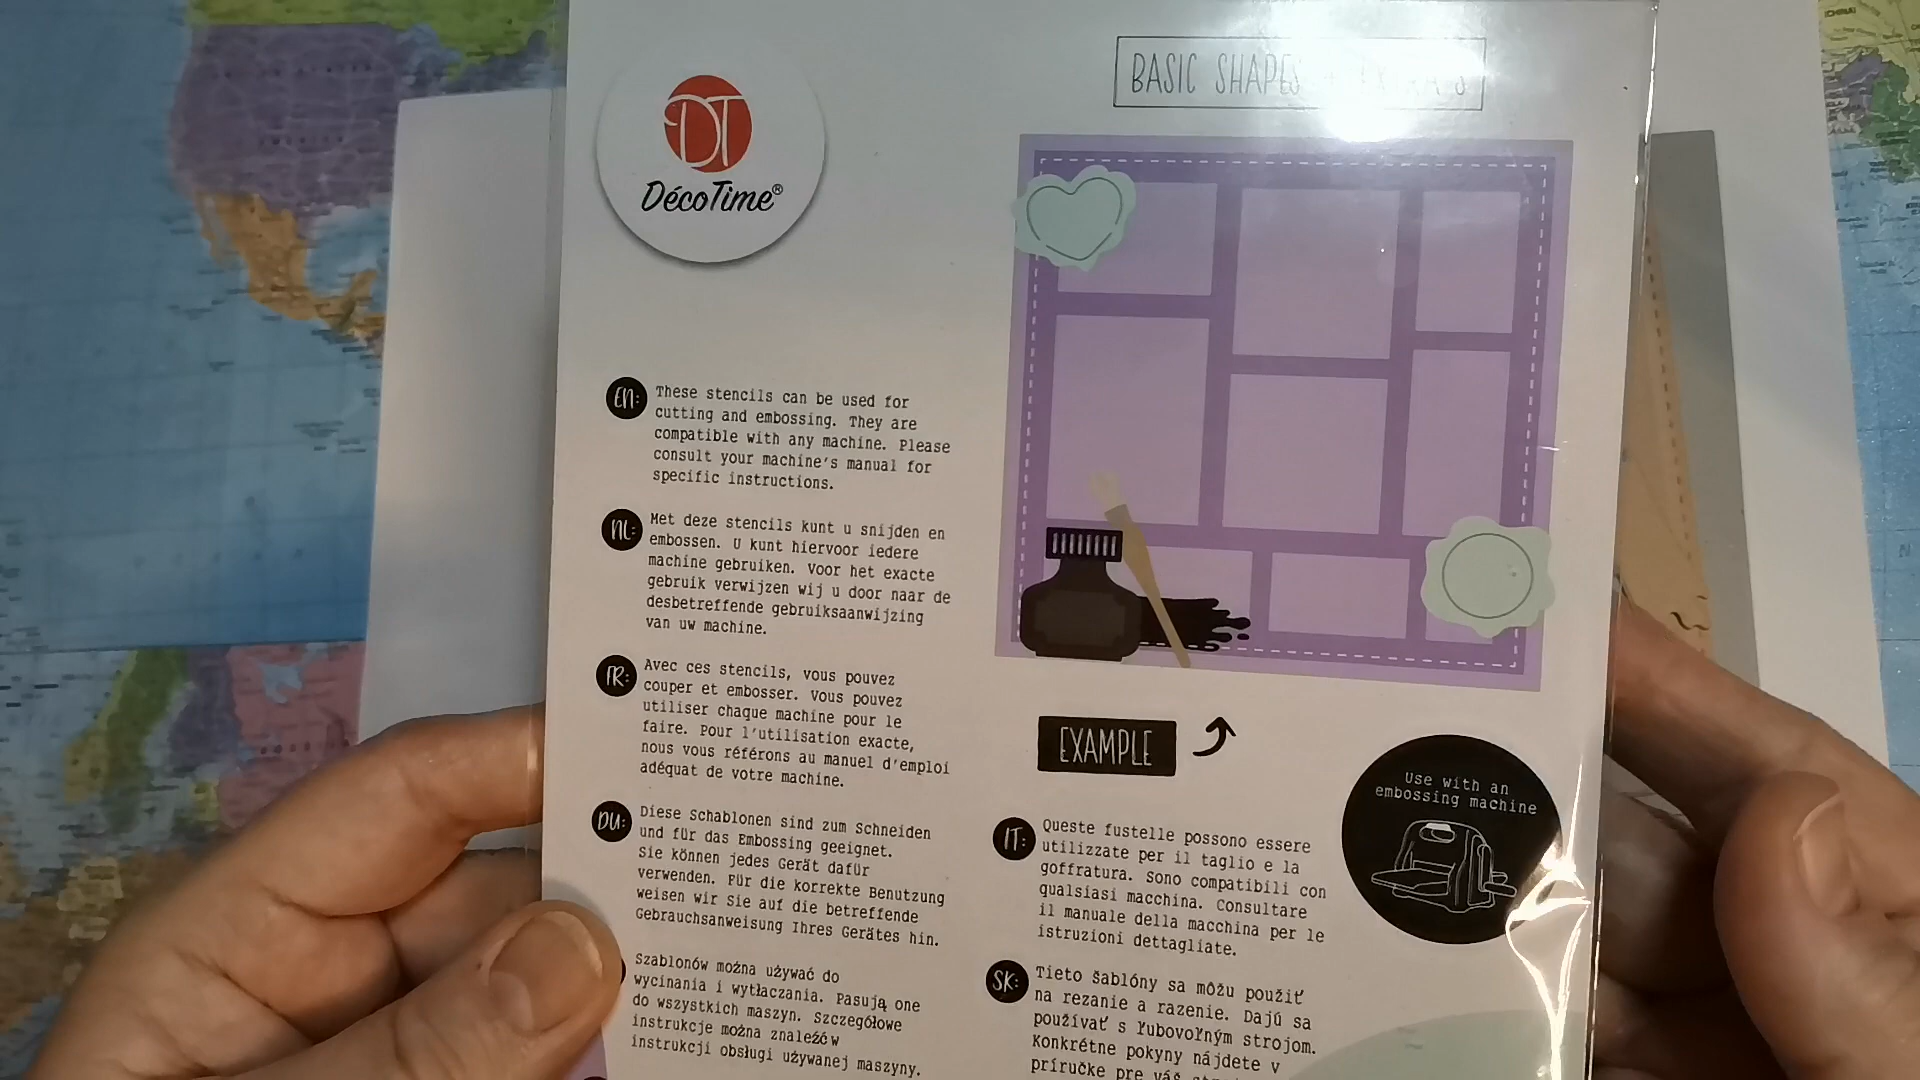 DT
DécoTime®
BASIC SHAPES
EN:
These stencils can be used for
cutting and embossing. They are
compatible with any machine. Please
consult your machine's manual for
specific instructions.
NL:
Met deze stencils kunt u snijden en
embossen. U kunt hiervoor iedere
machine gebruiken. Voor het exacte
gebruik verwijzen wij u door naar de
desbetreffende gebruiksaanwijzing
van uw machine.
FR:
Avec ces stencils, vous pouvez
couper et embosser. Vous pouvez
utiliser chaque machine pour le
faire. Pour l'utilisation exacte,
nous vous référons au manuel d'emploi
adéquat de votre machine.
DU:
Diese Schablonen sind zum Schneiden
und für das Embossing geeignet.
Sie können jedes Gerät dafür
verwenden. Für die korrekte Benutzung
weisen wir Sie auf die betreffende
Gebrauchsanweisung Ihres Gerätes hin.
Szablonów można używać do
wycinania i wytłaczania. Pasują one
do wszystkich maszyn. Szczegółowe
instrukcje można znaleźć w
instrukcji obsługi używanej maszyny.
EXAMPLE
Use with an
embossing machine
IT:
Queste fustelle possono essere
utilizzate per il taglio e la
goffratura. Sono compatibili con
qualsiasi macchina. Consultare
il manuale della macchina per le
istruzioni dettagliate.
SK:
Tieto šablóny sa môžu použiť
na rezanie a razenie. Dajú sa
používať s ľubovoľným strojom.
Konkrétne pokyny nájdete v
príručke pre váš